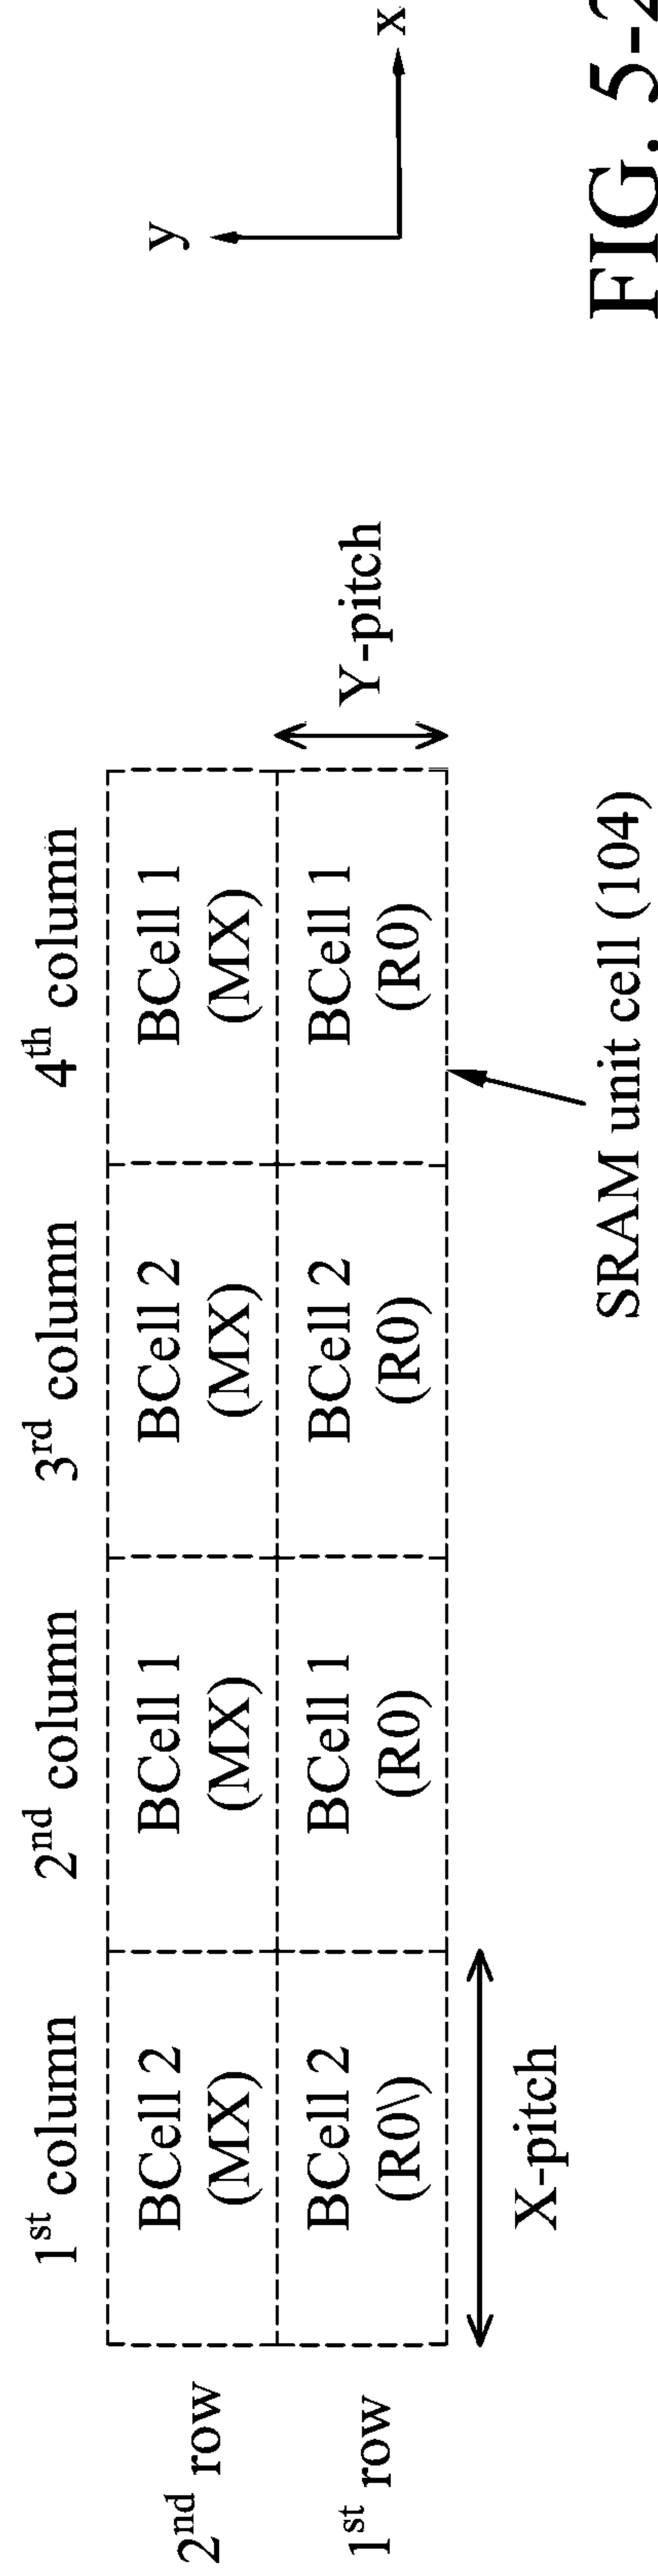 1st column
2nd column
3rd column
4th column
2nd row
BCell 2
(MX)
BCell 1
(MX)
BCell 2
(MX)
BCell 1
(MX)
1st row
BCell 2
(R0\)
BCell 1
(R0)
BCell 2
(R0)
BCell 1
(R0)
Y-pitch
X-pitch
SRAM unit cell (104)
y
x
FIG. 5-2